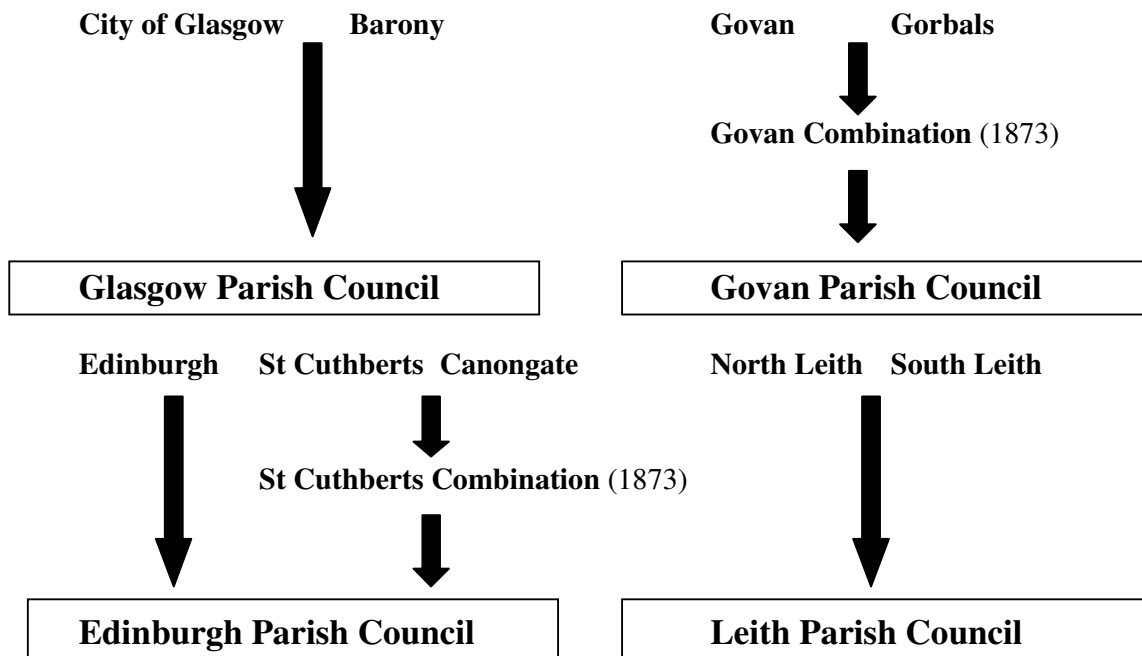 City of Glasgow Barony
Govan Gorbals
Govan Combination (1873)
Glasgow Parish Council
Govan Parish Council
Edinburgh St Cuthberts Canongate
North Leith South Leith
St Cuthberts Combination (1873)
Edinburgh Parish Council
Leith Parish Council